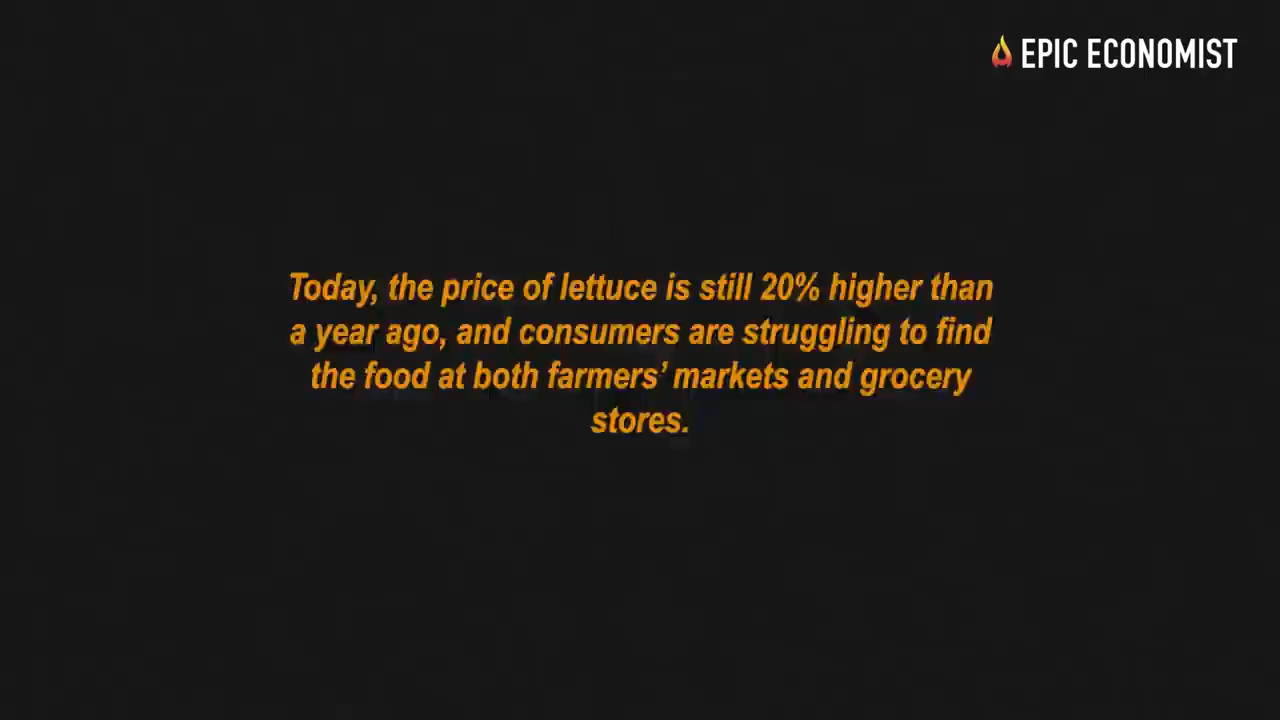 EPIC ECONOMIST
Today, the price of lettuce is still 20% higher than
a year ago, and consumers are struggling to find
the food at both farmers’ markets and grocery
stores.